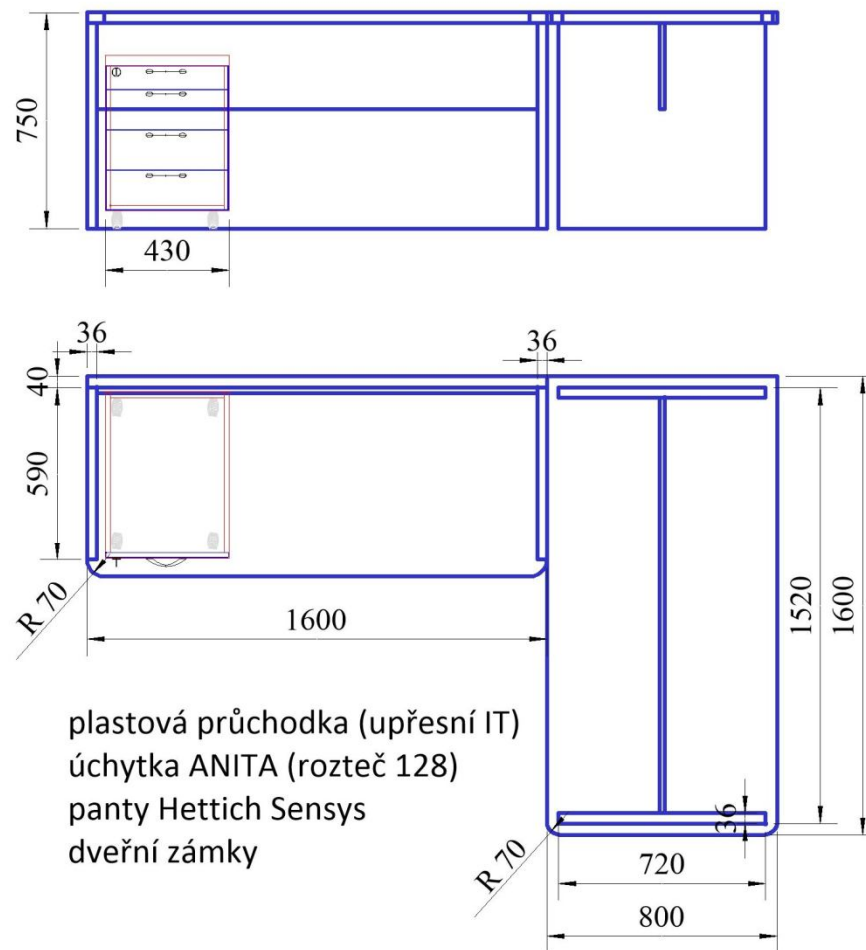 750
430
36
36
40
590
R 70
1600
1520
1600
plastová průchodka (upřesní IT)
úchytka ANITA (rozteč 128)
panty Hettich Sensys
dveřní zámky
36
R 70
720
800